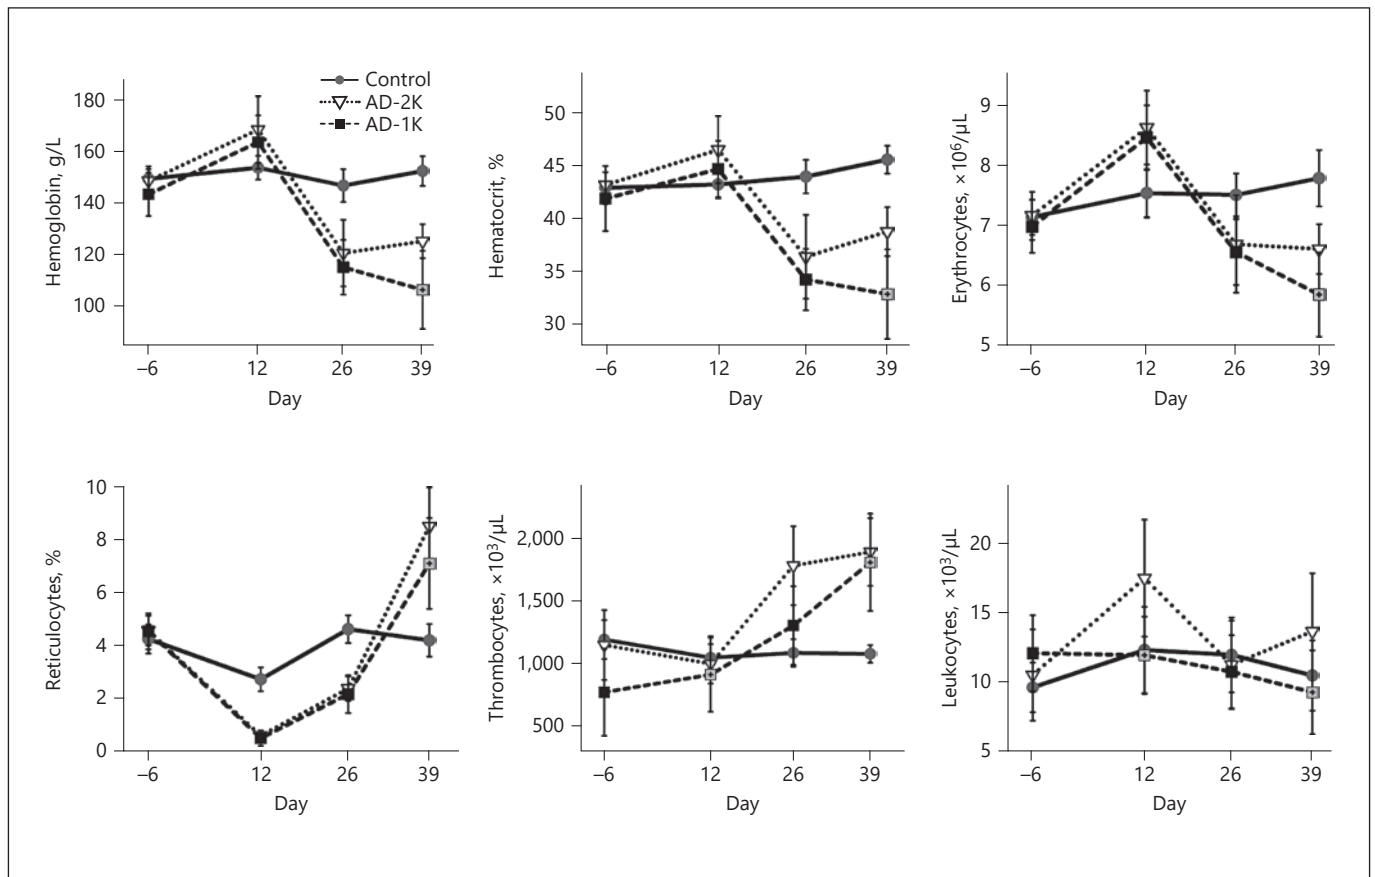 Control
AD-2K
AD-1K
Hemoglobin, g/L
180
160
140
120
100
–6 12 26 39
Day
Hematocrit, %
50
45
40
35
30
–6 12 26 39
Day
Erythrocytes, × 10⁶/µL
9
8
7
6
5
–6 12 26 39
Day
Reticulocytes, %
10
8
6
4
2
0
–6 12 26 39
Day
Thrombocytes, ×10³/µL
2,000
1,500
1,000
500
–6 12 26 39
Day
Leukocytes, ×10³/µL
20
15
10
5
–6 12 26 39
Day